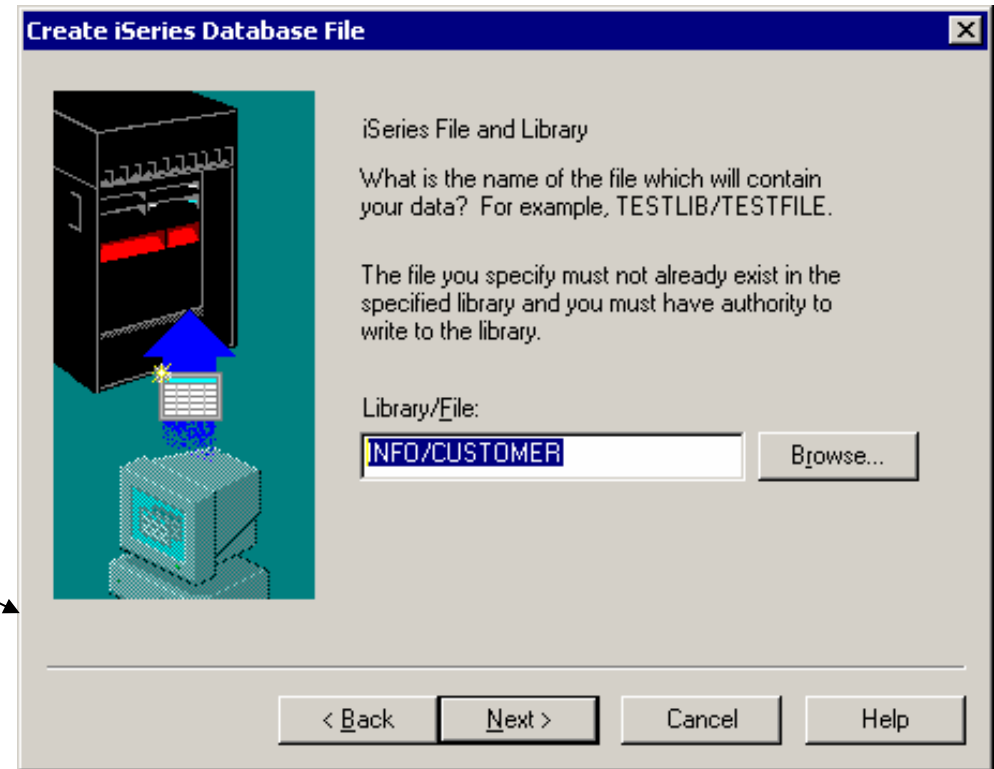 Create iSeries Database File
iSeries File and Library
What is the name of the file which will contain
your data? For example, TESTLIB/TESTFILE.
The file you specify must not already exist in the
specified library and you must have authority to
write to the library.
Library/File:
INFO/CUSTOMER
Browse...
< Back
Next >
Cancel
Help